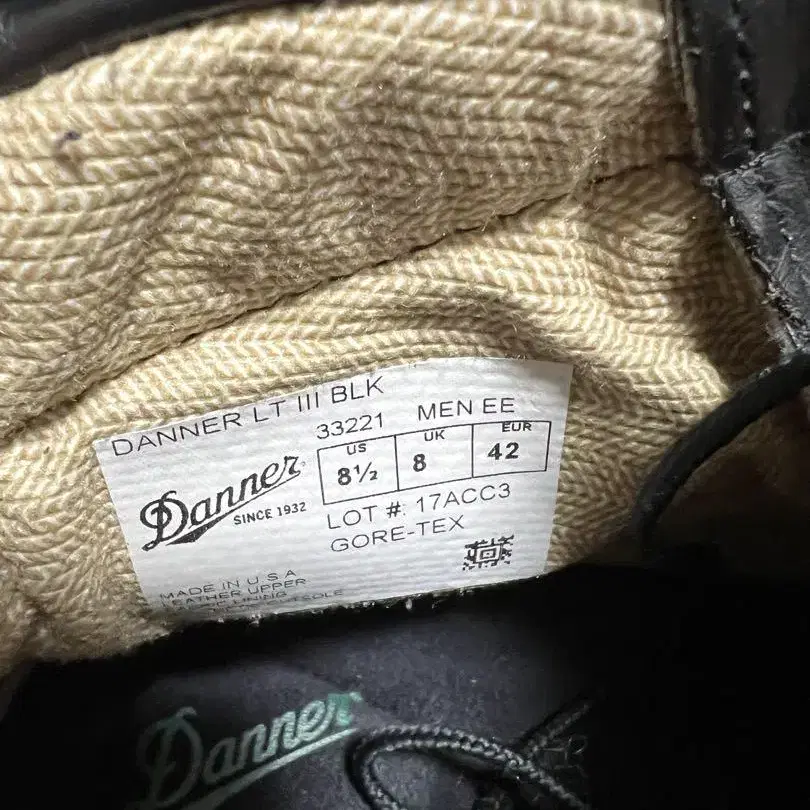 DANNER LT III BLK
33221 MEN EE
Danner
SINCE 1932
US UK EUR
8½ 8 42
LOT #: 17ACC3
GORE-TEX
MADE IN U.S.A
LEATHER UPPER
LINING
Danner